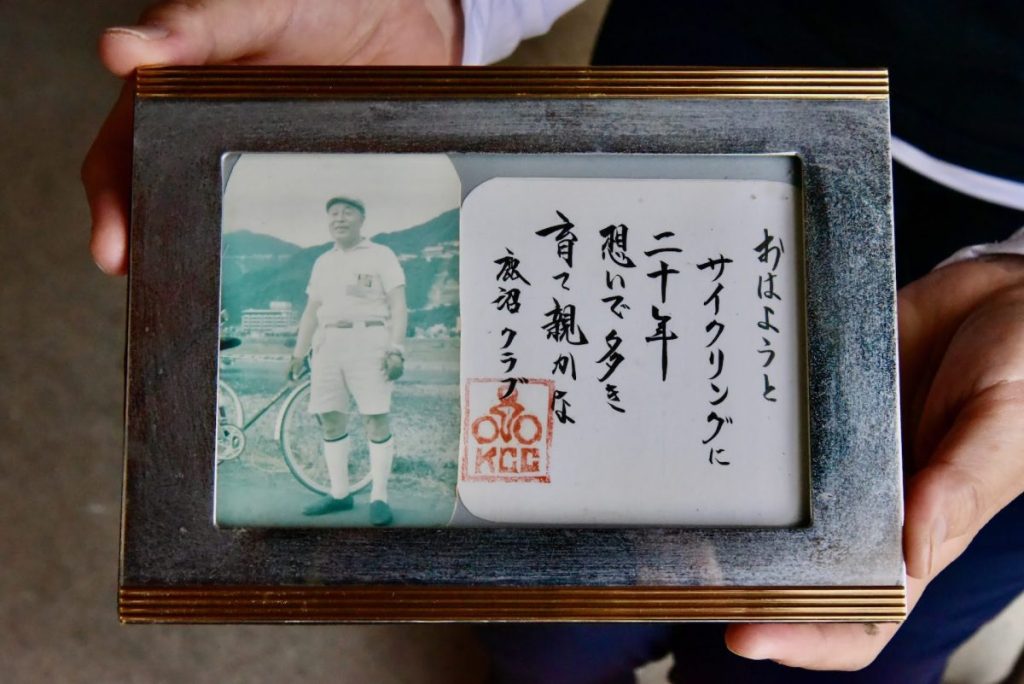 おはようと
サイクリングに
二十年
想いで多き
育て親かな
鹿沼クラブ
KCC